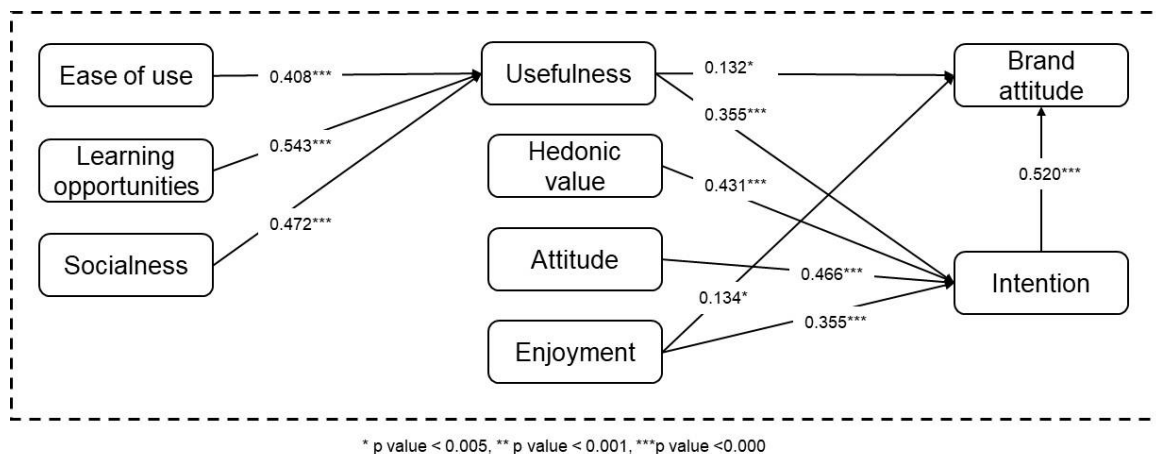 Ease of use
0.408***
Usefulness
0.132*
Brand
attitude
0.355***
Learning
opportunities
0.543***
Hedonic
value
0.431***
0.520***
0.472***
Socialness
Attitude
0.466***
Intention
0.134*
0.355***
Enjoyment
* p value < 0.005, ** p value < 0.001, ***p value <0.000